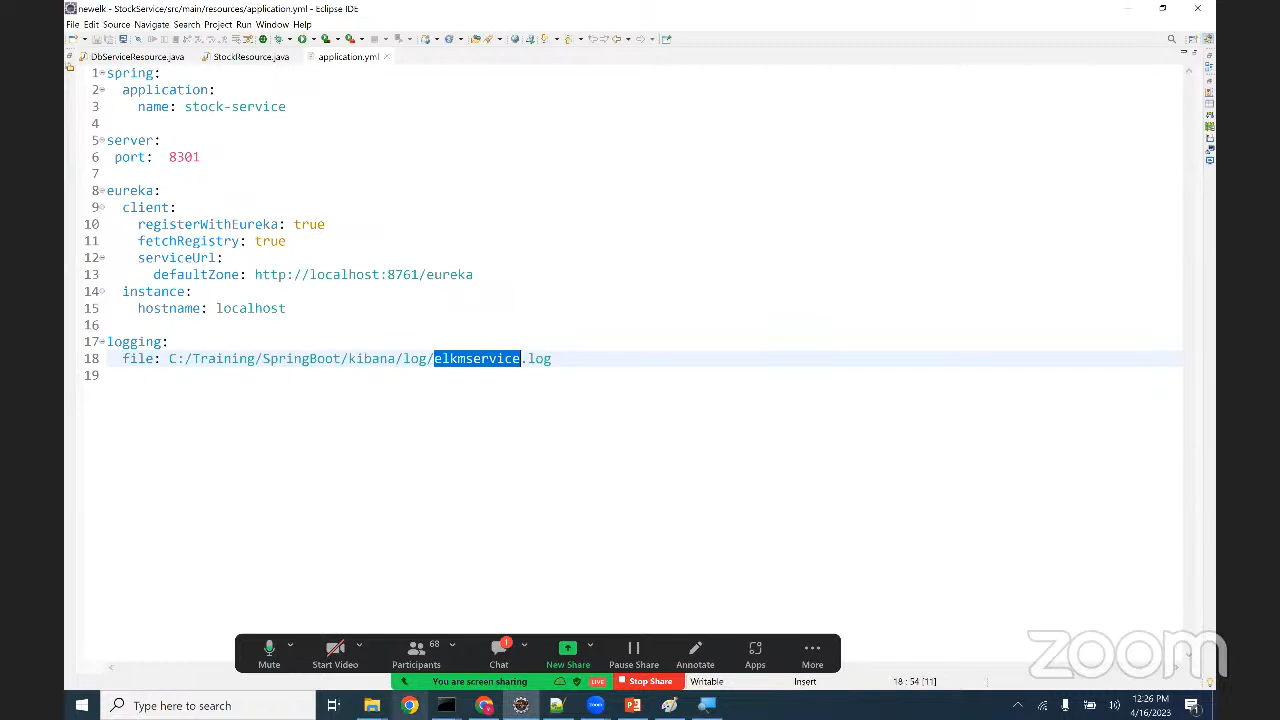 newelk - StockService/src/main/resources/application.yml - Eclipse IDE
File Edit Source Navigate Search Project Run Window Help
DbServiceResource.java StockResource.java application.yml
1 spring:
2 application:
3 name: stock-service
4
5 server:
6 port: 8301
7
8 eureka:
9 client:
10 registerWithEureka: true
11 fetchRegistry: true
12 serviceUrl:
13 defaultZone: http://localhost:8761/eureka
14 instance:
15 hostname: localhost
16
17 logging:
18 file: C:/Training/SpringBoot/kibana/log/elkmservice.log
19
68 1
Mute Start Video Participants Chat New Share Pause Share Annotate Apps More
You are screen sharing LIVE Stop Share Writable Insert 18:54 [11]
zoom
Type here to search
12:26 PM
4/16/2023